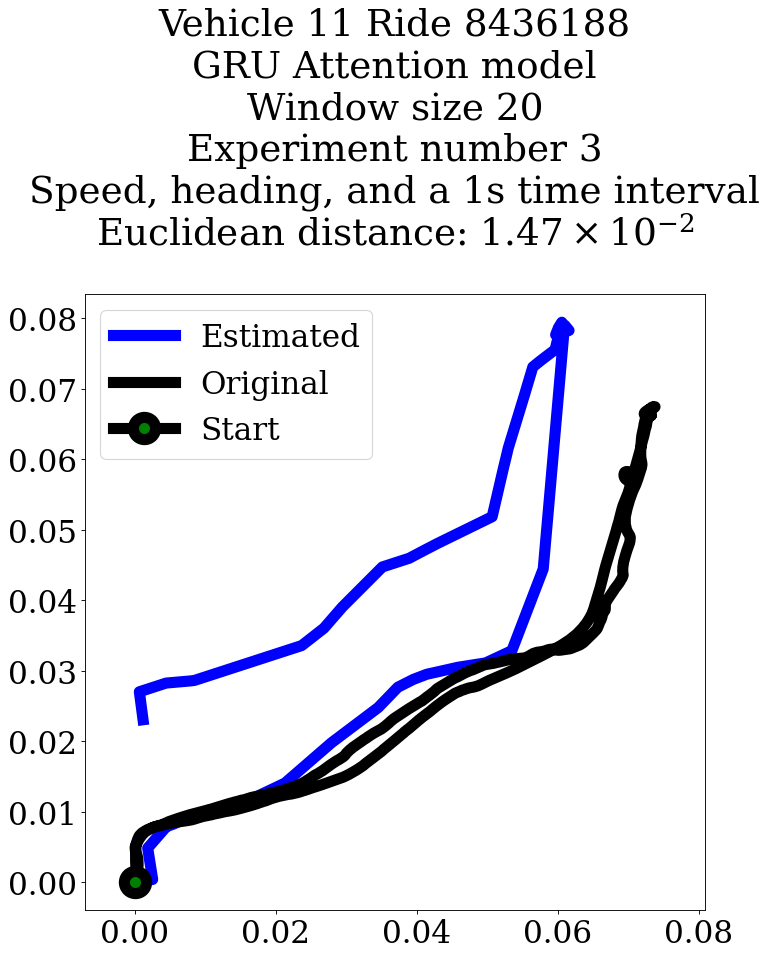 Vehicle 11 Ride 8436188
GRU Attention model
Window size 20
Experiment number 3
Speed, heading, and a 1s time interval
Euclidean distance: 1.47 × 10⁻²
Estimated
Original
Start
0.08
0.07
0.06
0.05
0.04
0.03
0.02
0.01
0.00
0.00 0.02 0.04 0.06 0.08